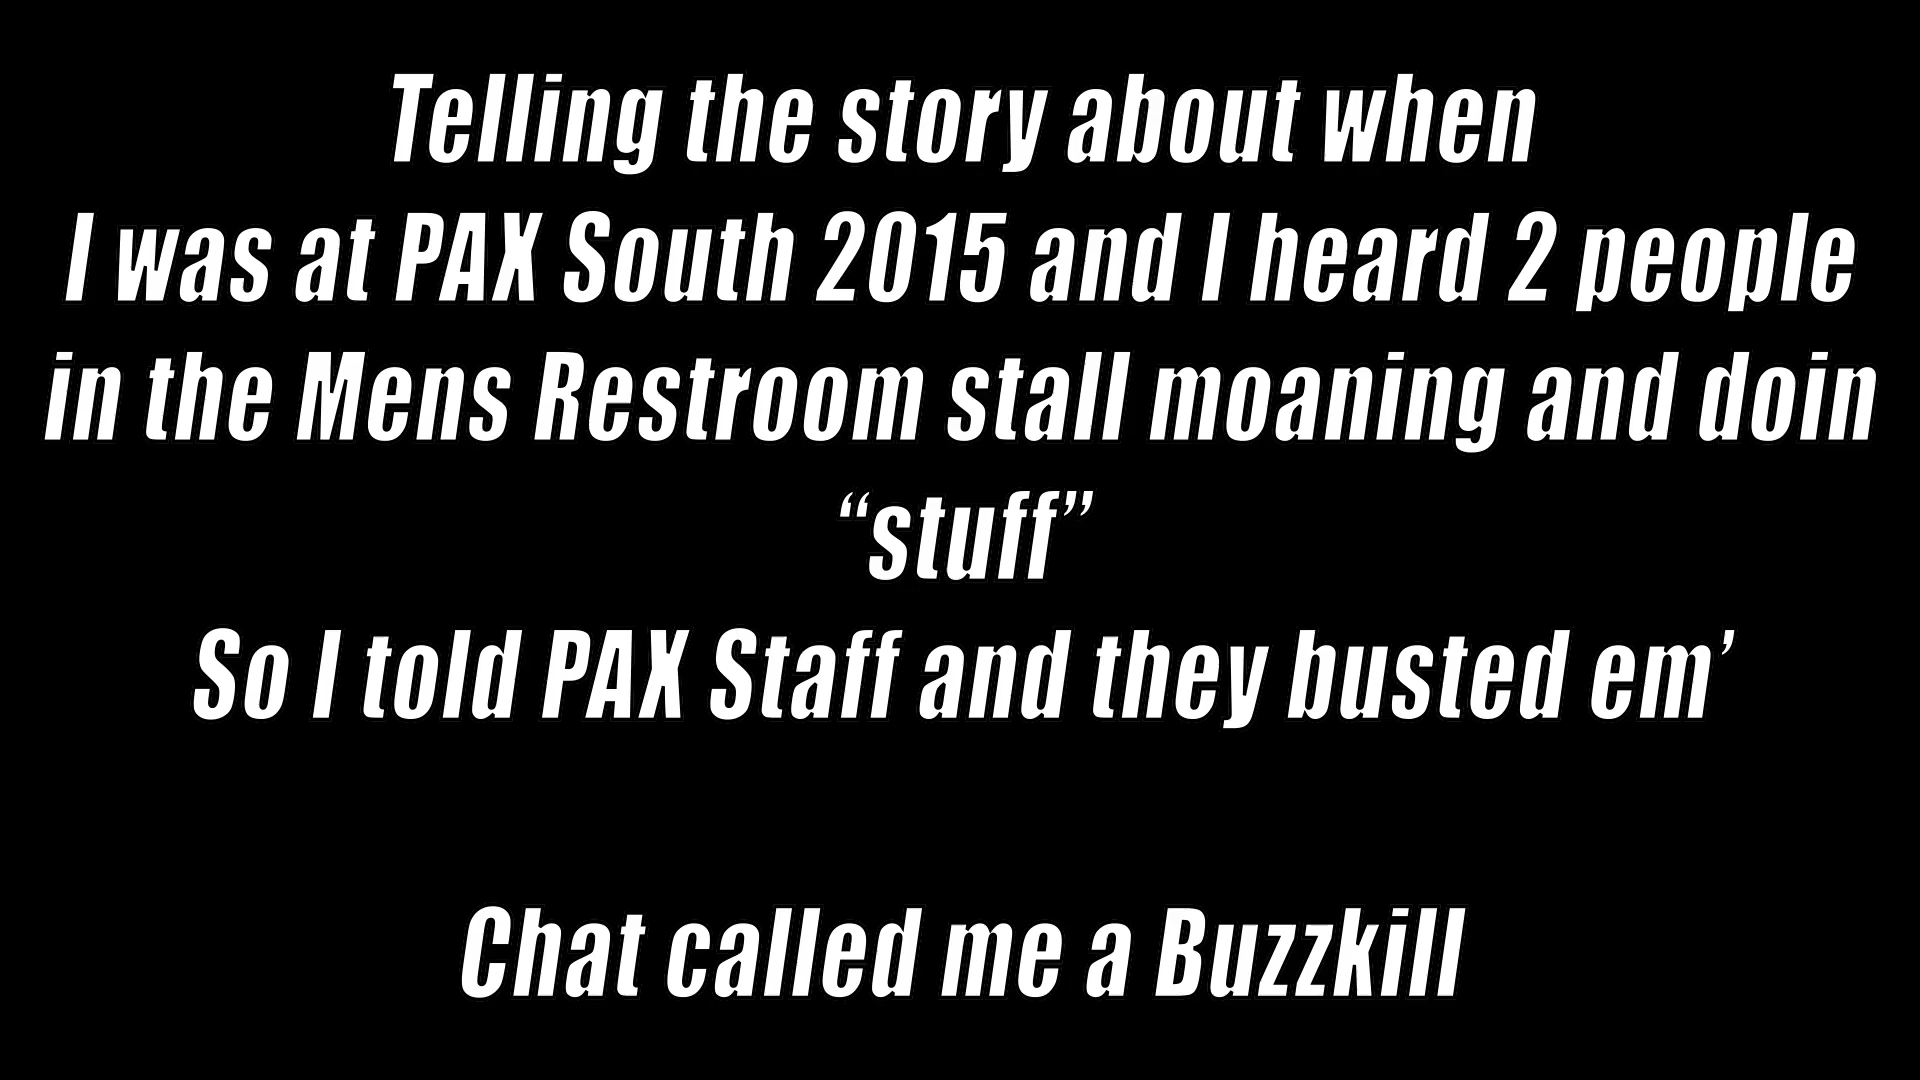 Telling the story about when
I was at PAX South 2015 and I heard 2 people
in the Mens Restroom stall moaning and doin
“stuff”
So I told PAX Staff and they busted em’
Chat called me a Buzzkill